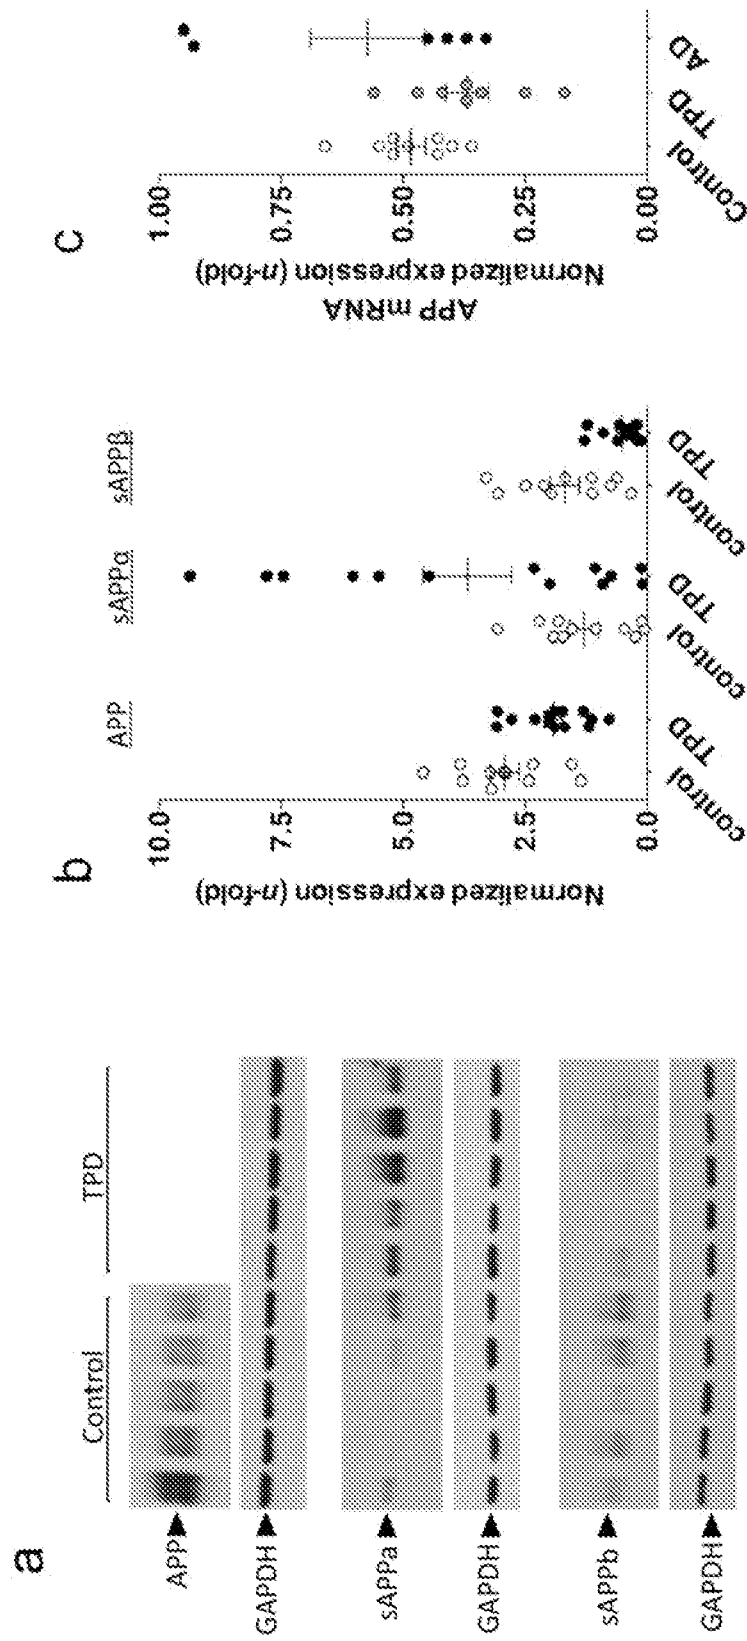 a
Control
TPD
APP
GAPDH
sAPPa
GAPDH
sAPPb
GAPDH
b
APP
sAPPα
sAPPβ
Normalized expression (n-fold)
10.0
7.5
5.0
2.5
0.0
control
TPD
control
TPD
control
TPD
c
APP mRNA
Normalized expression (n-fold)
1.00
0.75
0.50
0.25
0.00
Control
TPD
AD